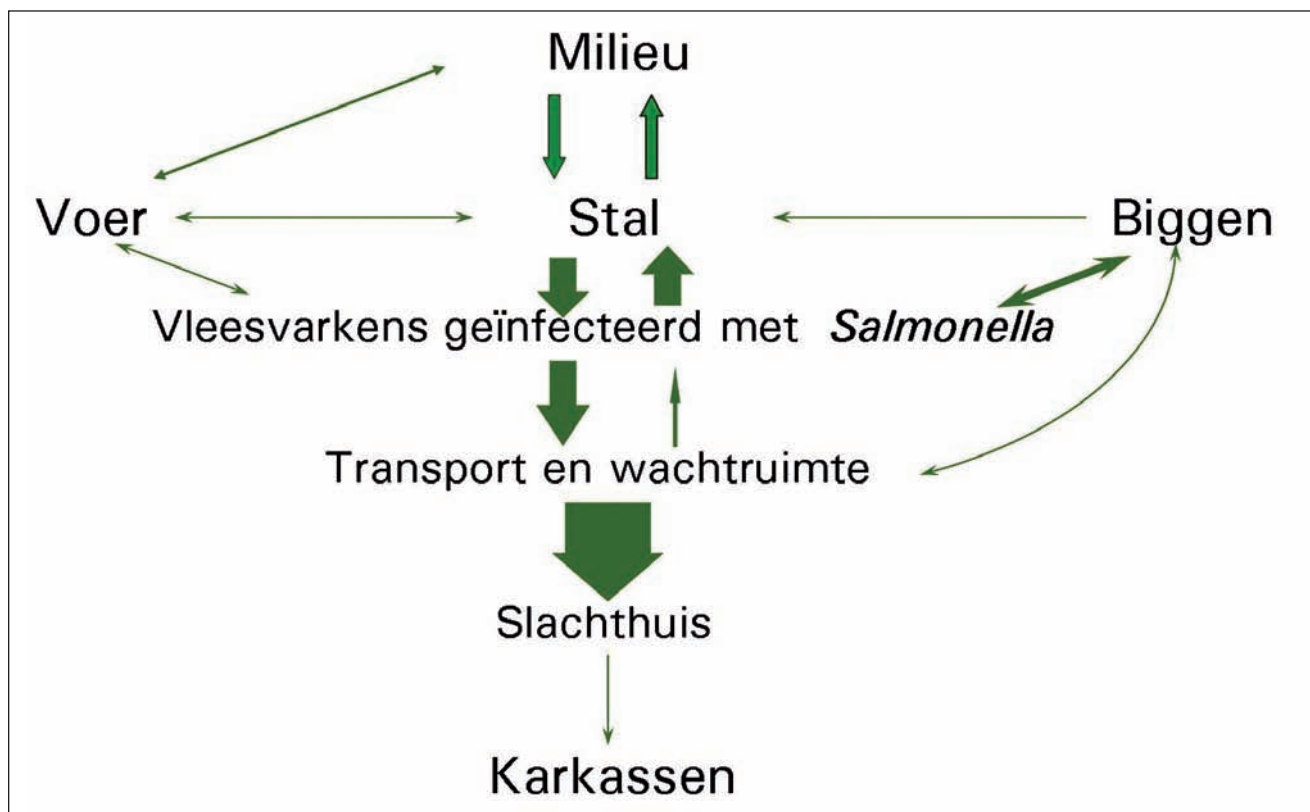 Milieu
Voer
Stal
Biggen
Vleesvarkens geïnfecteerd met Salmonella
Transport en wachtruimte
Slachthuis
Karkassen